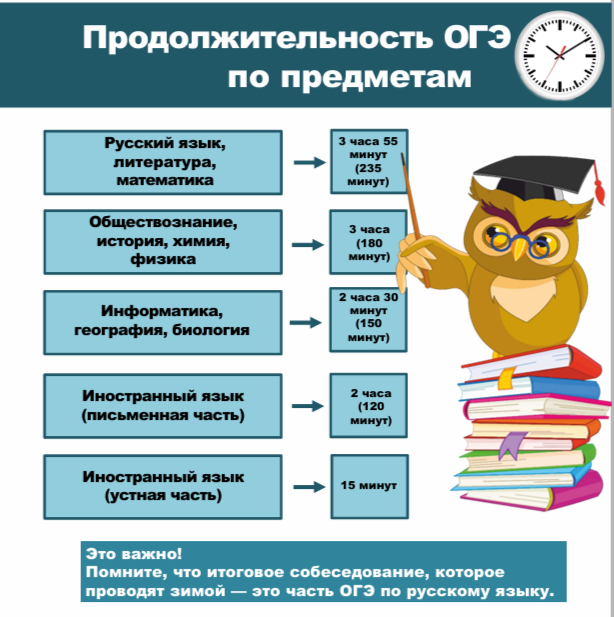 Продолжительность ОГЭ
по предметам
Русский язык,
литература,
математика
3 часа 55
минут
(235
минут)
Обществознание,
история, химия,
физика
3 часа
(180
минут)
Информатика,
география, биология
2 часа 30
минут
(150
минут)
Иностранный язык
(письменная часть)
2 часа
(120
минут)
Иностранный язык
(устная часть)
15 минут
Это важно!
Помните, что итоговое собеседование, которое
проводят зимой — это часть ОГЭ по русскому языку.